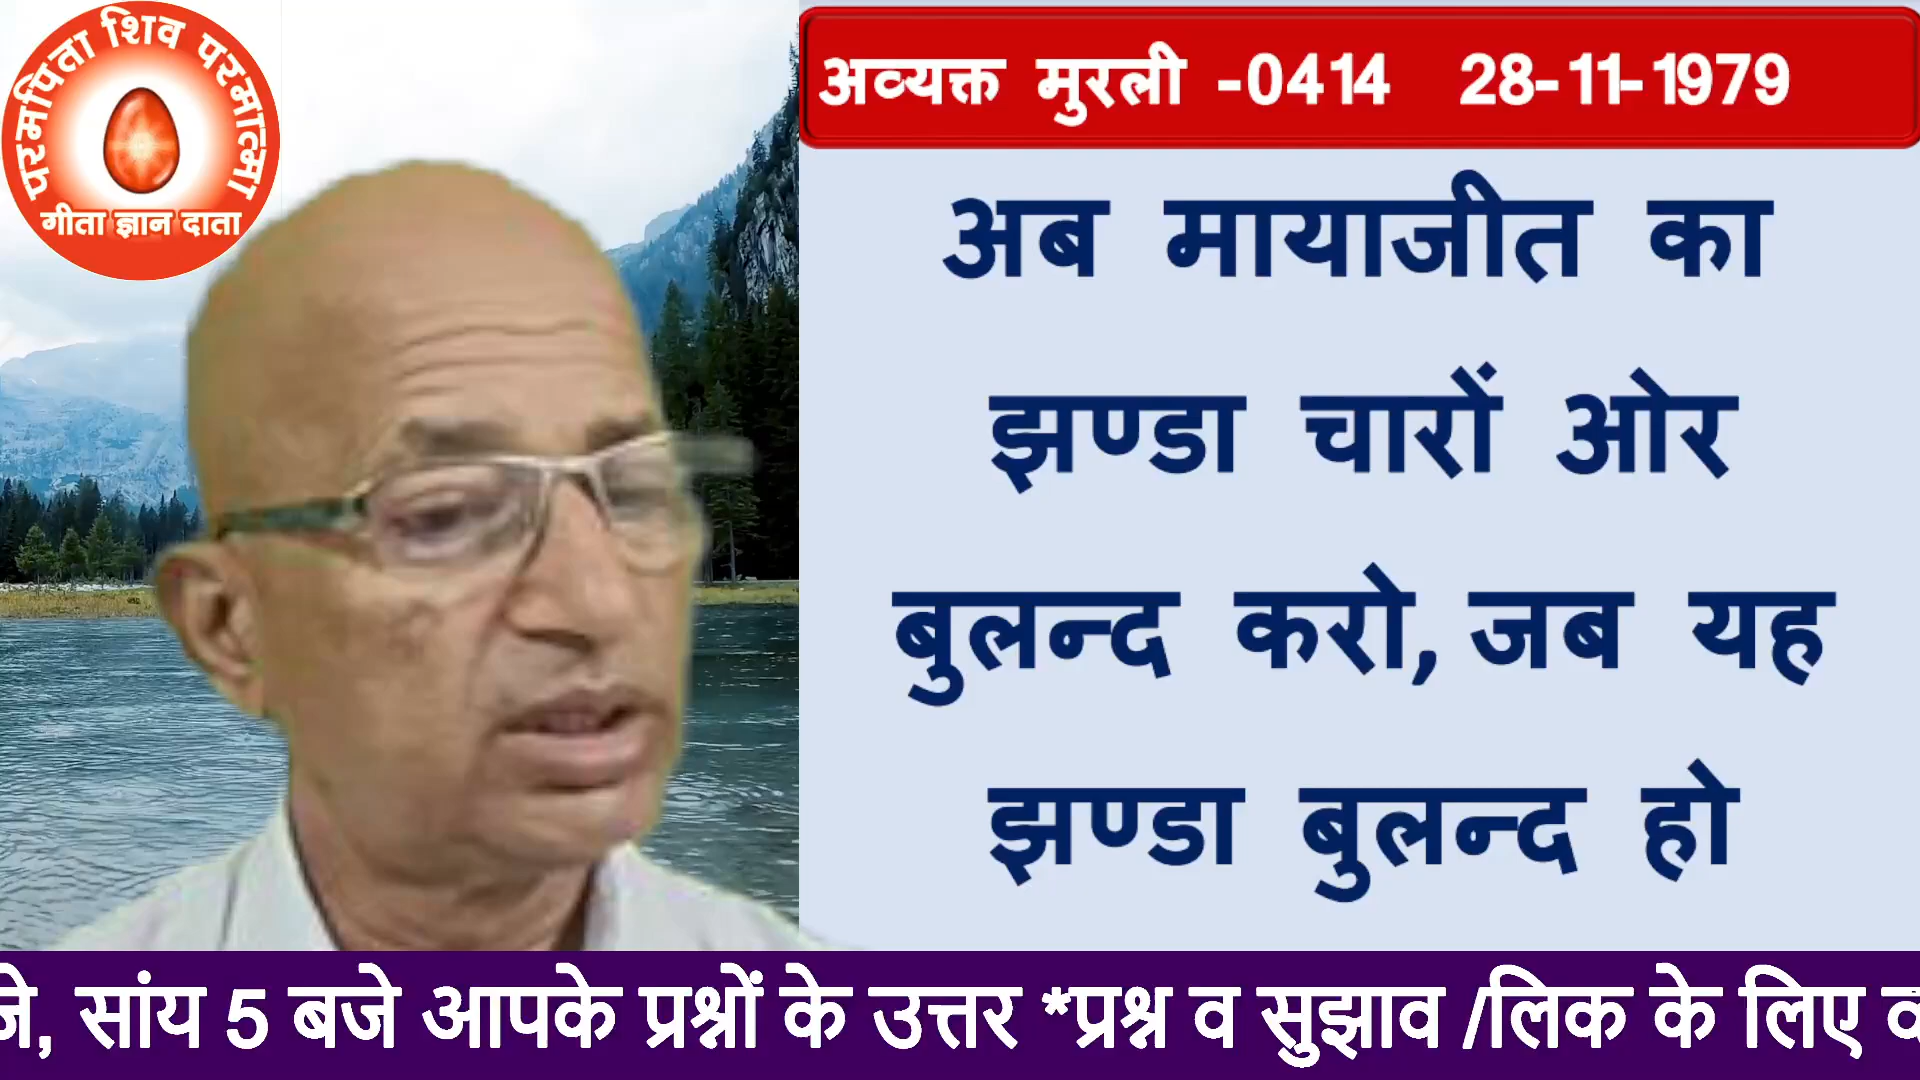 परमपिता शिव परमात्मा
गीता ज्ञान दाता
अव्यक्त मुरली -0414 28-11-1979
अब मायाजीत का
झण्डा चारों ओर
बुलन्द करो, जब यह
झण्डा बुलन्द हो
सांय 5 बजे आपके प्रश्नों के उत्तर *प्रश्न व सुझाव /लिक के लिए